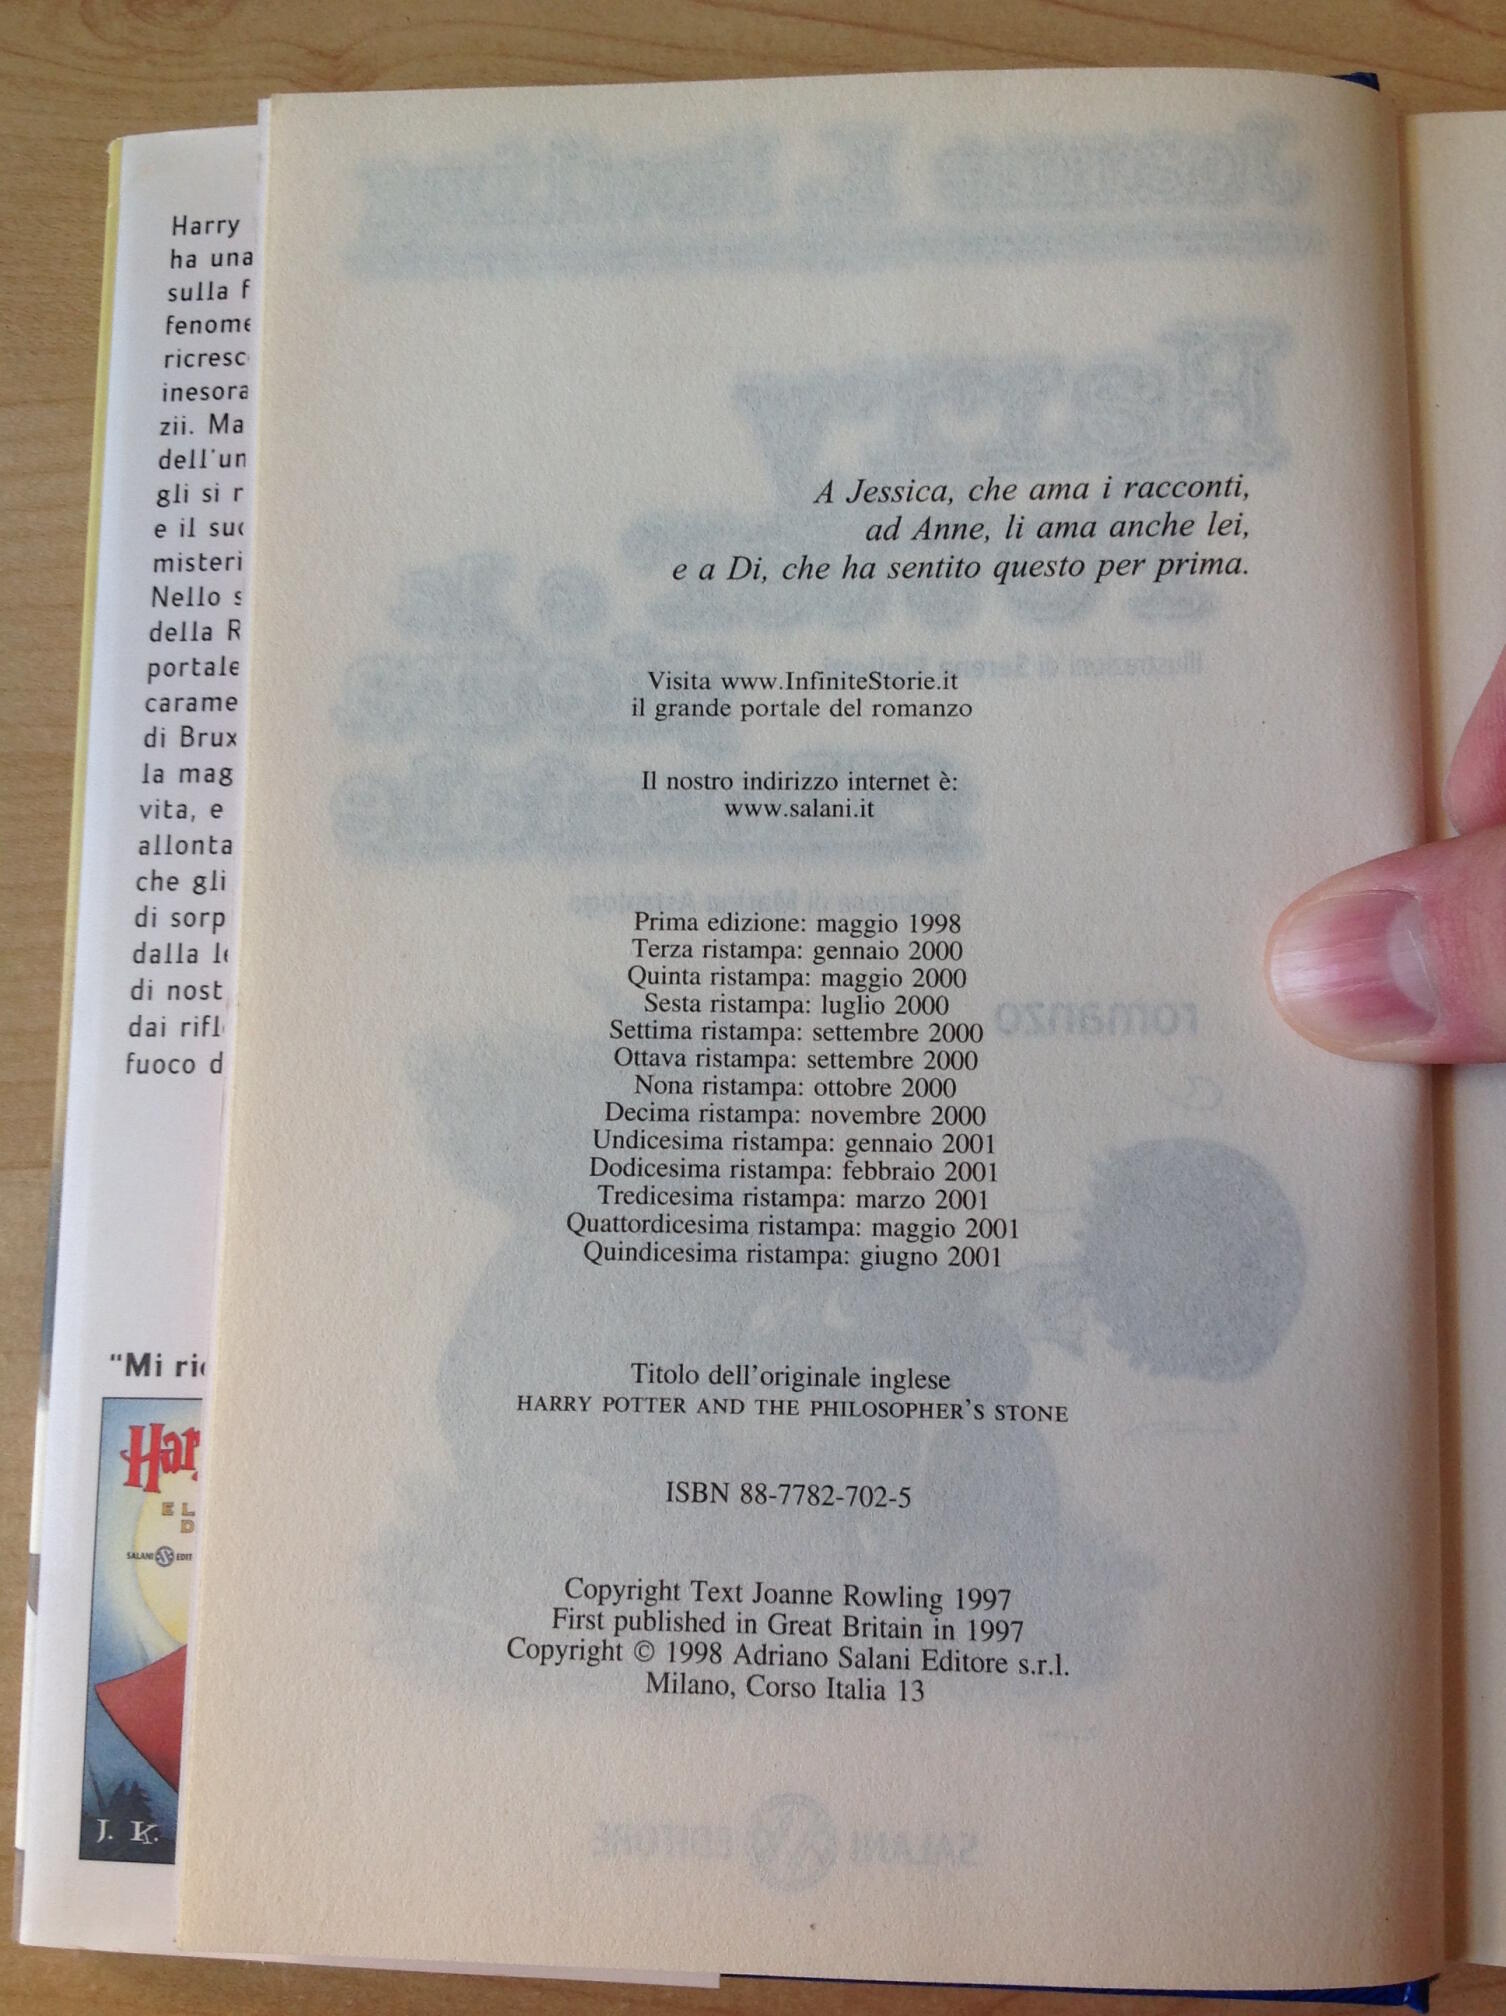 Harry
ha una
sulla f
fenome
ricresc
inesora
zii. Ma
dell'un
gli si r
e il suo
misteri
Nello s
della R
portale
carame
di Brux
la mag
vita, e
allonta
che gli
di sorp
dalla le
di nost
dai rifl
fuoco d
"Mi ric
Har
E L
D
SALANI EDIT
J. K.
A Jessica, che ama i racconti,
ad Anne, li ama anche lei,
e a Di, che ha sentito questo per prima.
Visita www.InfiniteStorie.it
il grande portale del romanzo
Il nostro indirizzo internet è:
www.salani.it
Prima edizione: maggio 1998
Terza ristampa: gennaio 2000
Quinta ristampa: maggio 2000
Sesta ristampa: luglio 2000
Settima ristampa: settembre 2000
Ottava ristampa: settembre 2000
Nona ristampa: ottobre 2000
Decima ristampa: novembre 2000
Undicesima ristampa: gennaio 2001
Dodicesima ristampa: febbraio 2001
Tredicesima ristampa: marzo 2001
Quattordicesima ristampa: maggio 2001
Quindicesima ristampa: giugno 2001
Titolo dell'originale inglese
HARRY POTTER AND THE PHILOSOPHER'S STONE
ISBN 88-7782-702-5
Copyright Text Joanne Rowling 1997
First published in Great Britain in 1997
Copyright © 1998 Adriano Salani Editore s.r.l.
Milano, Corso Italia 13